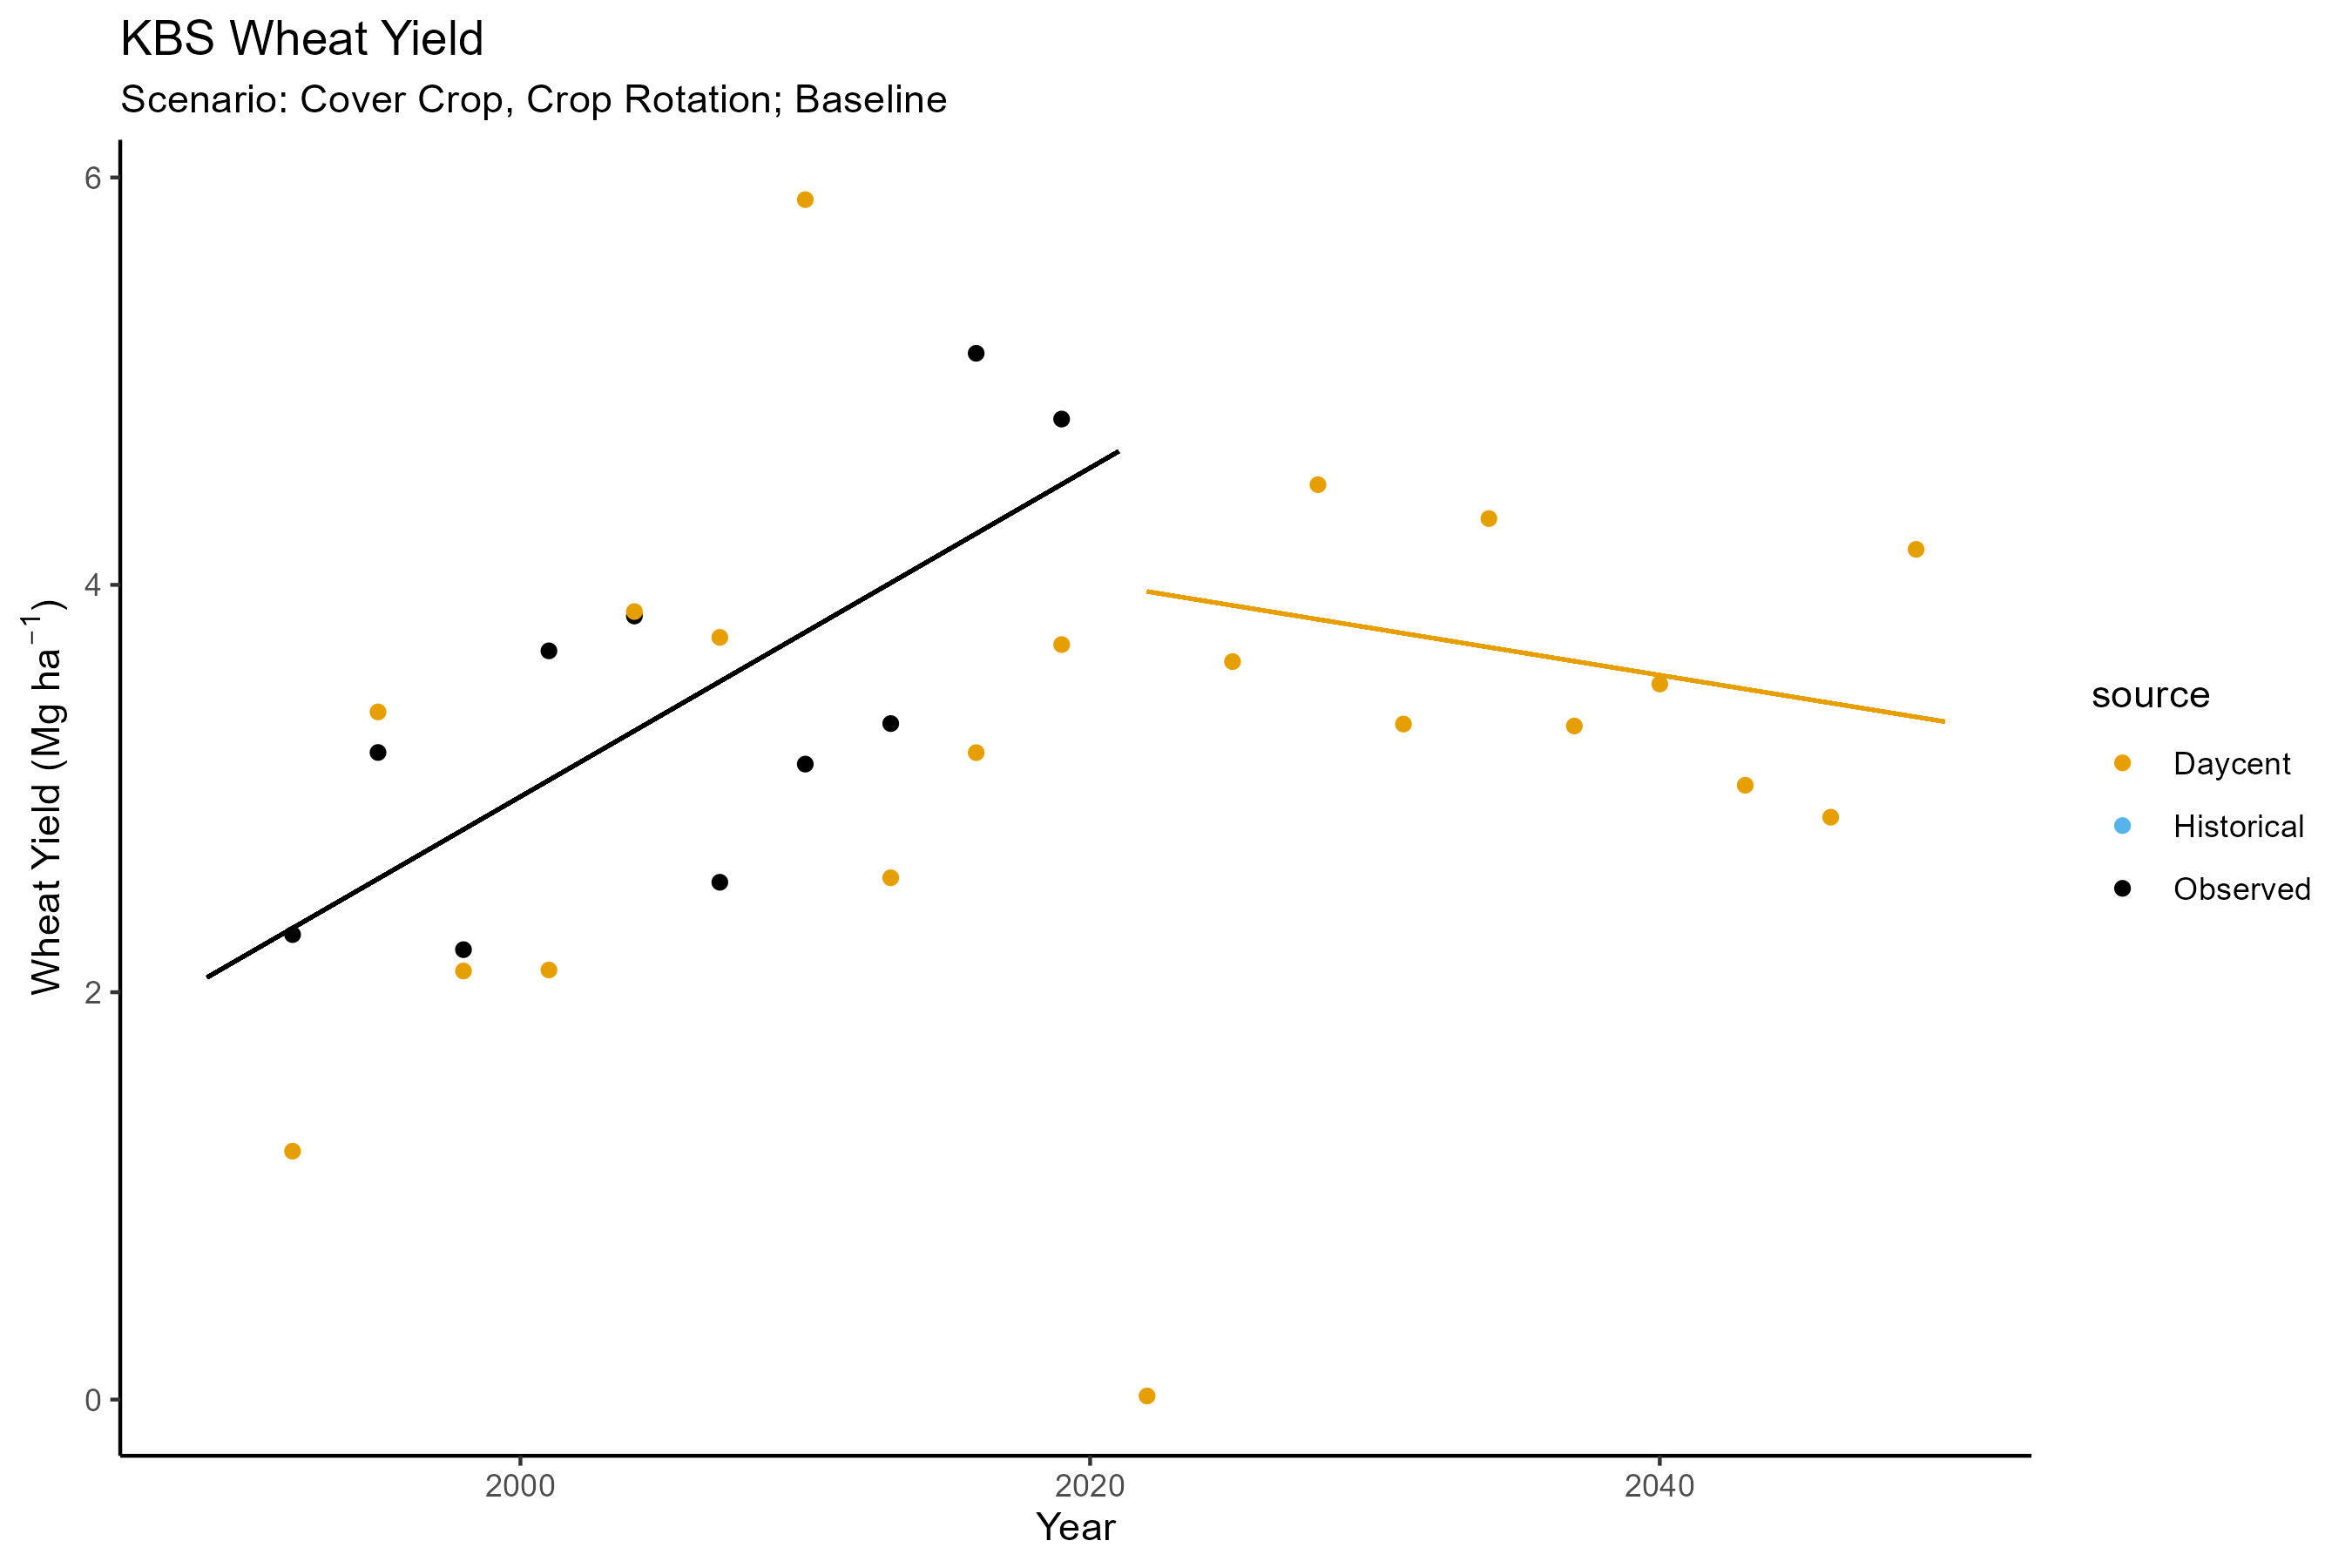 KBS Wheat Yield
Scenario: Cover Crop, Crop Rotation; Baseline
Wheat Yield (Mg ha⁻¹)
6
4
2
0
2000
2020
2040
Year
source
Daycent
Historical
Observed